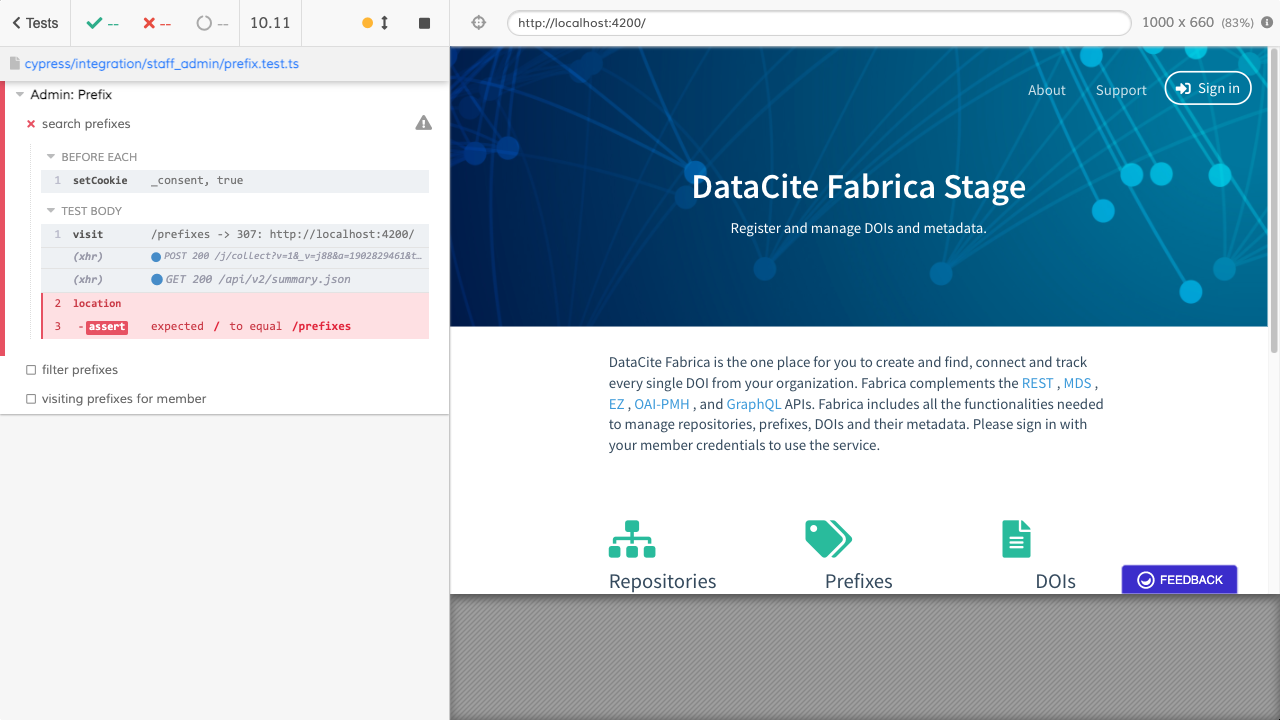 Tests
--
--
--
10.11
http://localhost:4200/
1000 x 660 (83%)
cypress/integration/staff_admin/prefix.test.ts
Admin: Prefix
search prefixes
BEFORE EACH
1 setCookie _consent, true
TEST BODY
1 visit /prefixes -> 307: http://localhost:4200/
(xhr) POST 200 /j/collect?v=1&_v=j88&a=1902829461&t…
(xhr) GET 200 /api/v2/summary.json
2 location
3 - assert expected / to equal /prefixes
filter prefixes
visiting prefixes for member
About Support Sign in
DataCite Fabrica Stage
Register and manage DOIs and metadata.
DataCite Fabrica is the one place for you to create and find, connect and track
every single DOI from your organization. Fabrica complements the REST , MDS ,
EZ , OAI-PMH , and GraphQL APIs. Fabrica includes all the functionalities needed
to manage repositories, prefixes, DOIs and their metadata. Please sign in with
your member credentials to use the service.
Repositories Prefixes DOIs
FEEDBACK